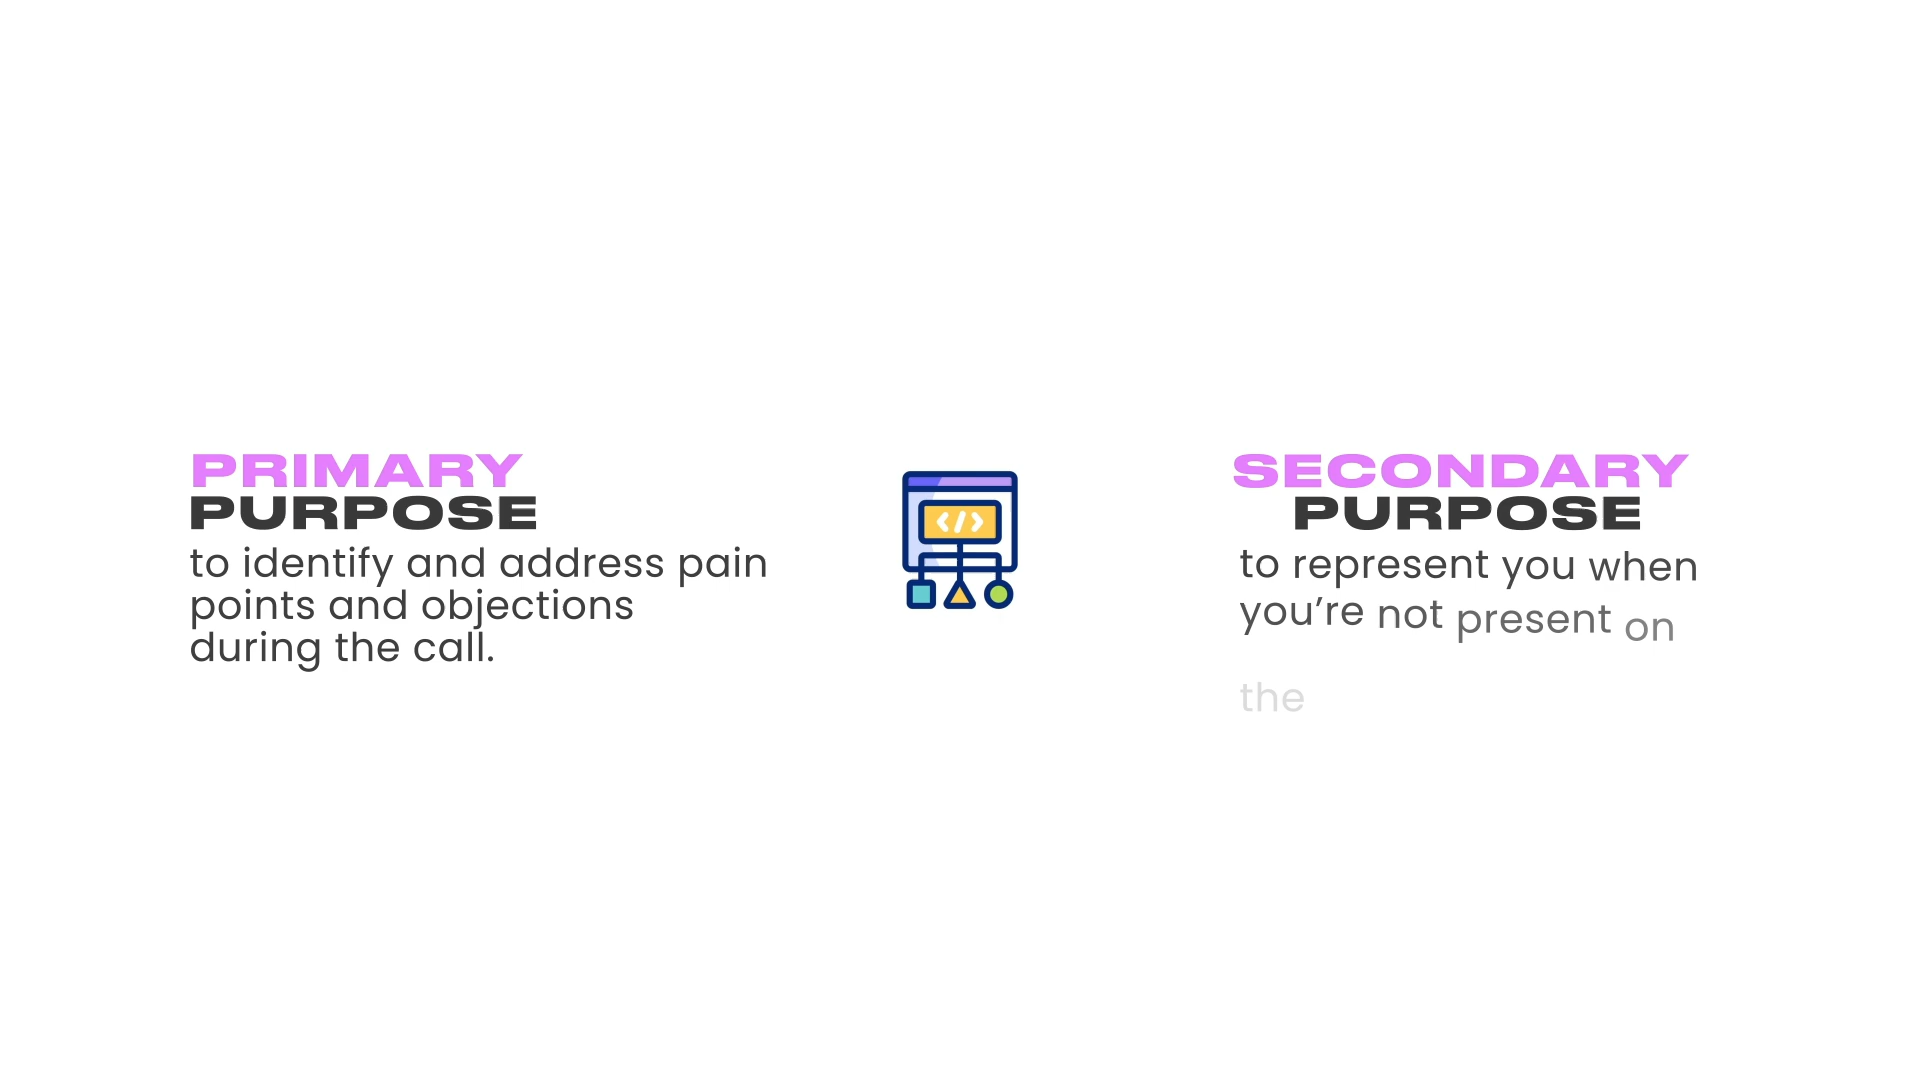 PRIMARY
PURPOSE
to identify and address pain
points and objections
during the call.
</>
SECONDARY
PURPOSE
to represent you when
you’re not present on
the